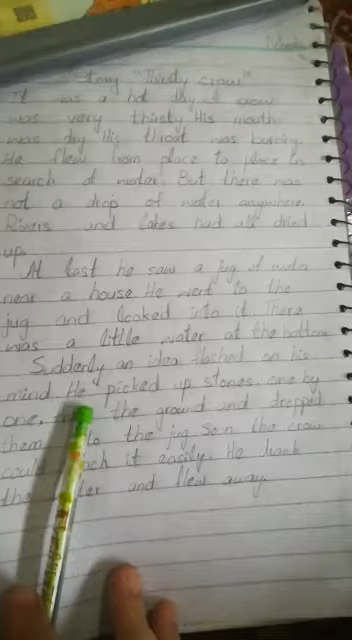 Story "Thirsty crow"
It was a hot day A crow
was very thirsty His mouth
was dry His throat was burning.
He flew from place to place in
search of water. But there was
not a drop of water anywhere
Rivers and lakes had all dried
up.
At last he saw a jug of water
near a house He went to the
jug and looked into it. There
was a little water at the bottom
Suddenly an idea flashed on his
mind He picked up stones. one by
one, the ground and dropped
them to the jug. Soon the crow
could it easily. He
the and flew away.